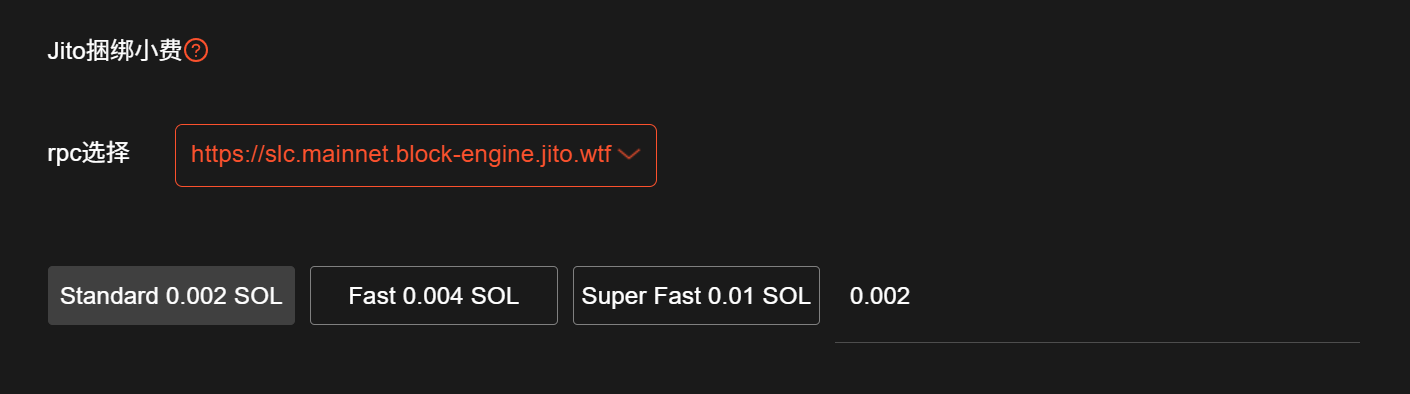 Jito捆绑小费?
rpc选择 https://slc.mainnet.block-engine.jito.wtf
Standard 0.002 SOL Fast 0.004 SOL Super Fast 0.01 SOL 0.002